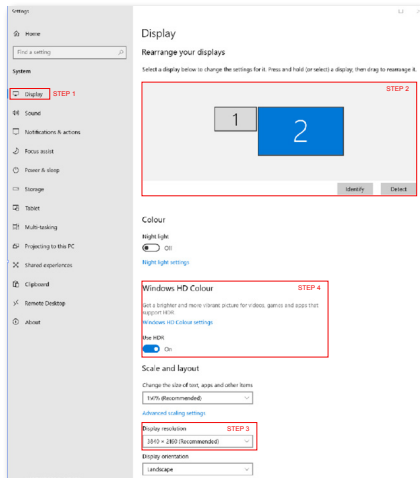 Settings
Home
Find a setting
System
Display STEP 1
Sound
Notifications & actions
Focus assist
Power & sleep
Storage
Tablet
Multi-tasking
Projecting to this PC
Shared experiences
Clipboard
Remote Desktop
About
Display
Rearrange your displays
Select a display below to change the settings for it. Press and hold (or select) a display, then drag to rearrange it.
STEP 2
1
2
Identify Detect
Colour
Night light
Off
Night light settings
Windows HD Colour STEP 4
Get a brighter and more vibrant picture for videos, games and apps that
support HDR.
Windows HD Colour settings
Use HDR
On
Scale and layout
Change the size of text, apps and other items
150% (Recommended)
Advanced scaling settings
Display resolution STEP 3
3840 × 2160 (Recommended)
Display orientation
Landscape